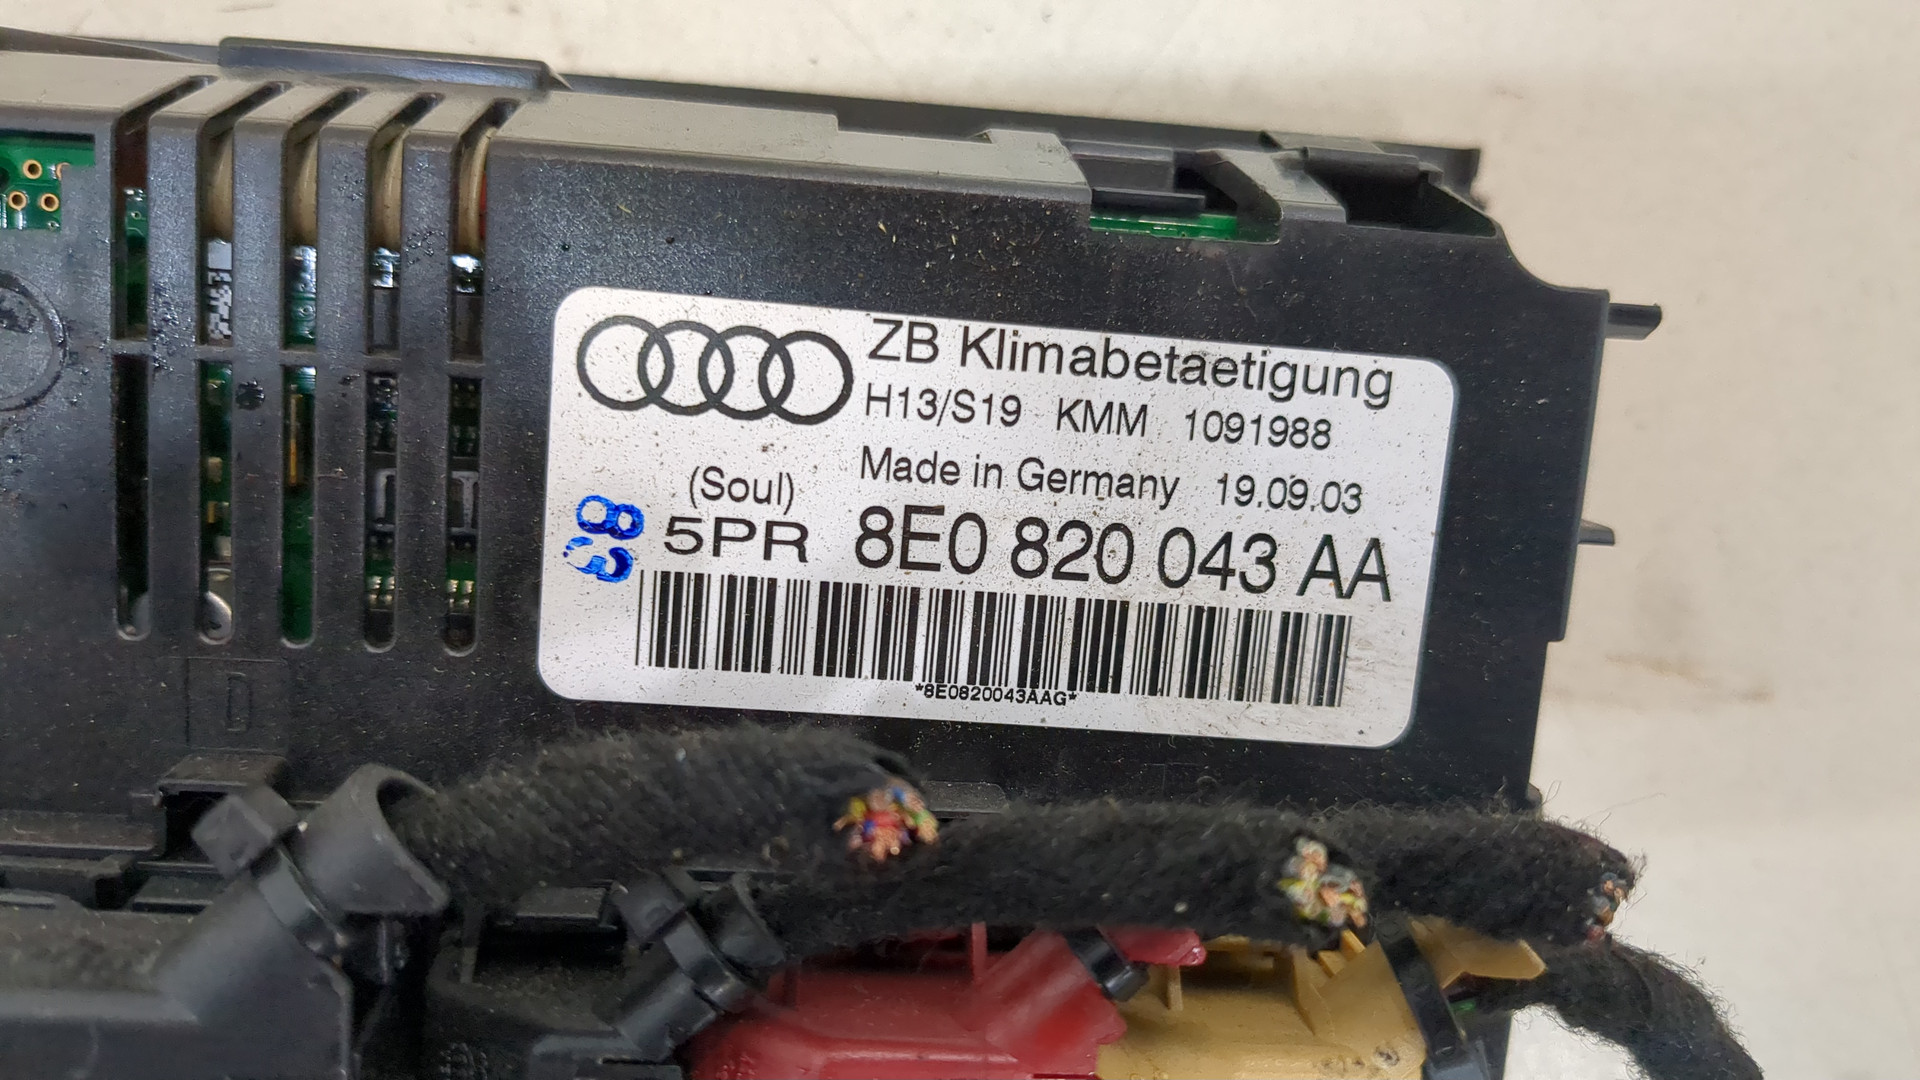 ZB Klimabetaetigung
H13/S19 KMM 1091988
Made in Germany 19.09.03
(Soul)
5PR 8E0 820 043 AA
*8E0820043AAG*
83
D